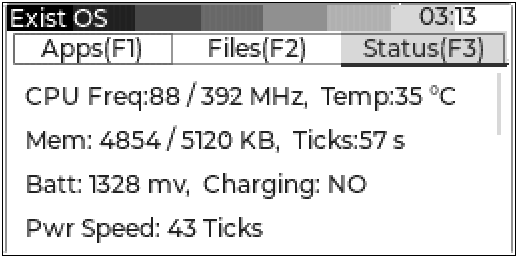 Exist OS 03:13
Apps(F1) Files(F2) Status(F3)
CPU Freq:88 / 392 MHz, Temp:35 °C
Mem: 4854 / 5120 KB, Ticks:57 s
Batt: 1328 mv, Charging: NO
Pwr Speed: 43 Ticks